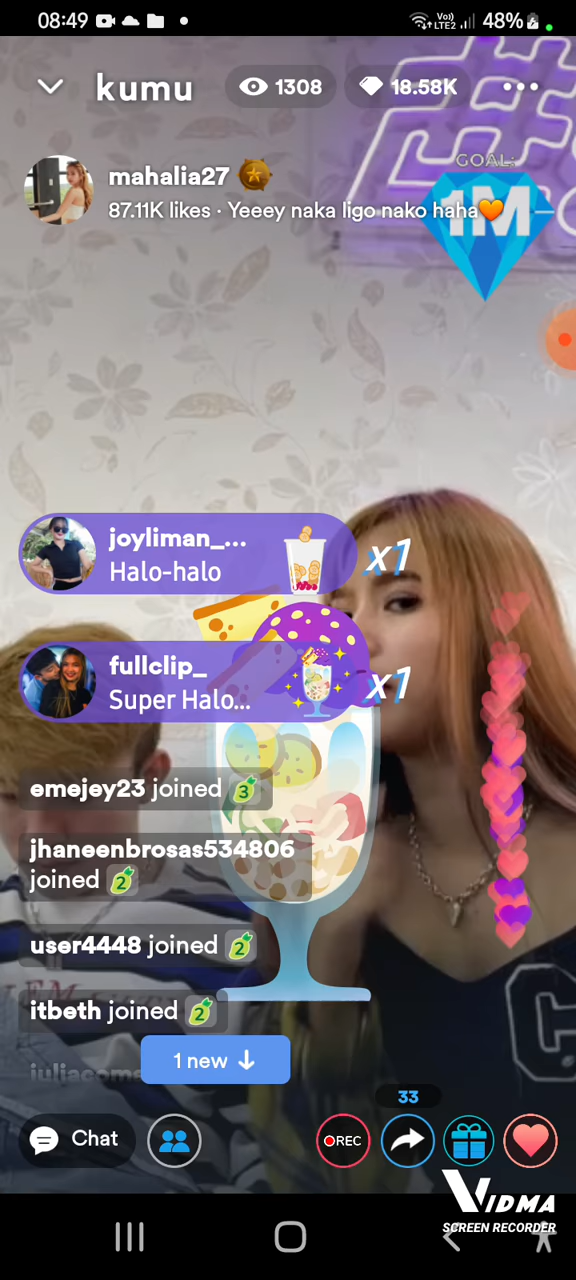 08:49
Vo))
LTE2
48%
kumu
1308
18.58K
GOAL:
1M
mahalia27
87.11K likes · Yeeey naka ligo nako haha🧡
joyliman_...
Halo-halo
x1
fullclip_
Super Halo...
x1
emejey23 joined 3
jhaneenbrosas534806
joined 2
user4448 joined 2
itbeth joined 2
1 new ↓
33
Chat
REC
VIDMA
SCREEN RECORDER